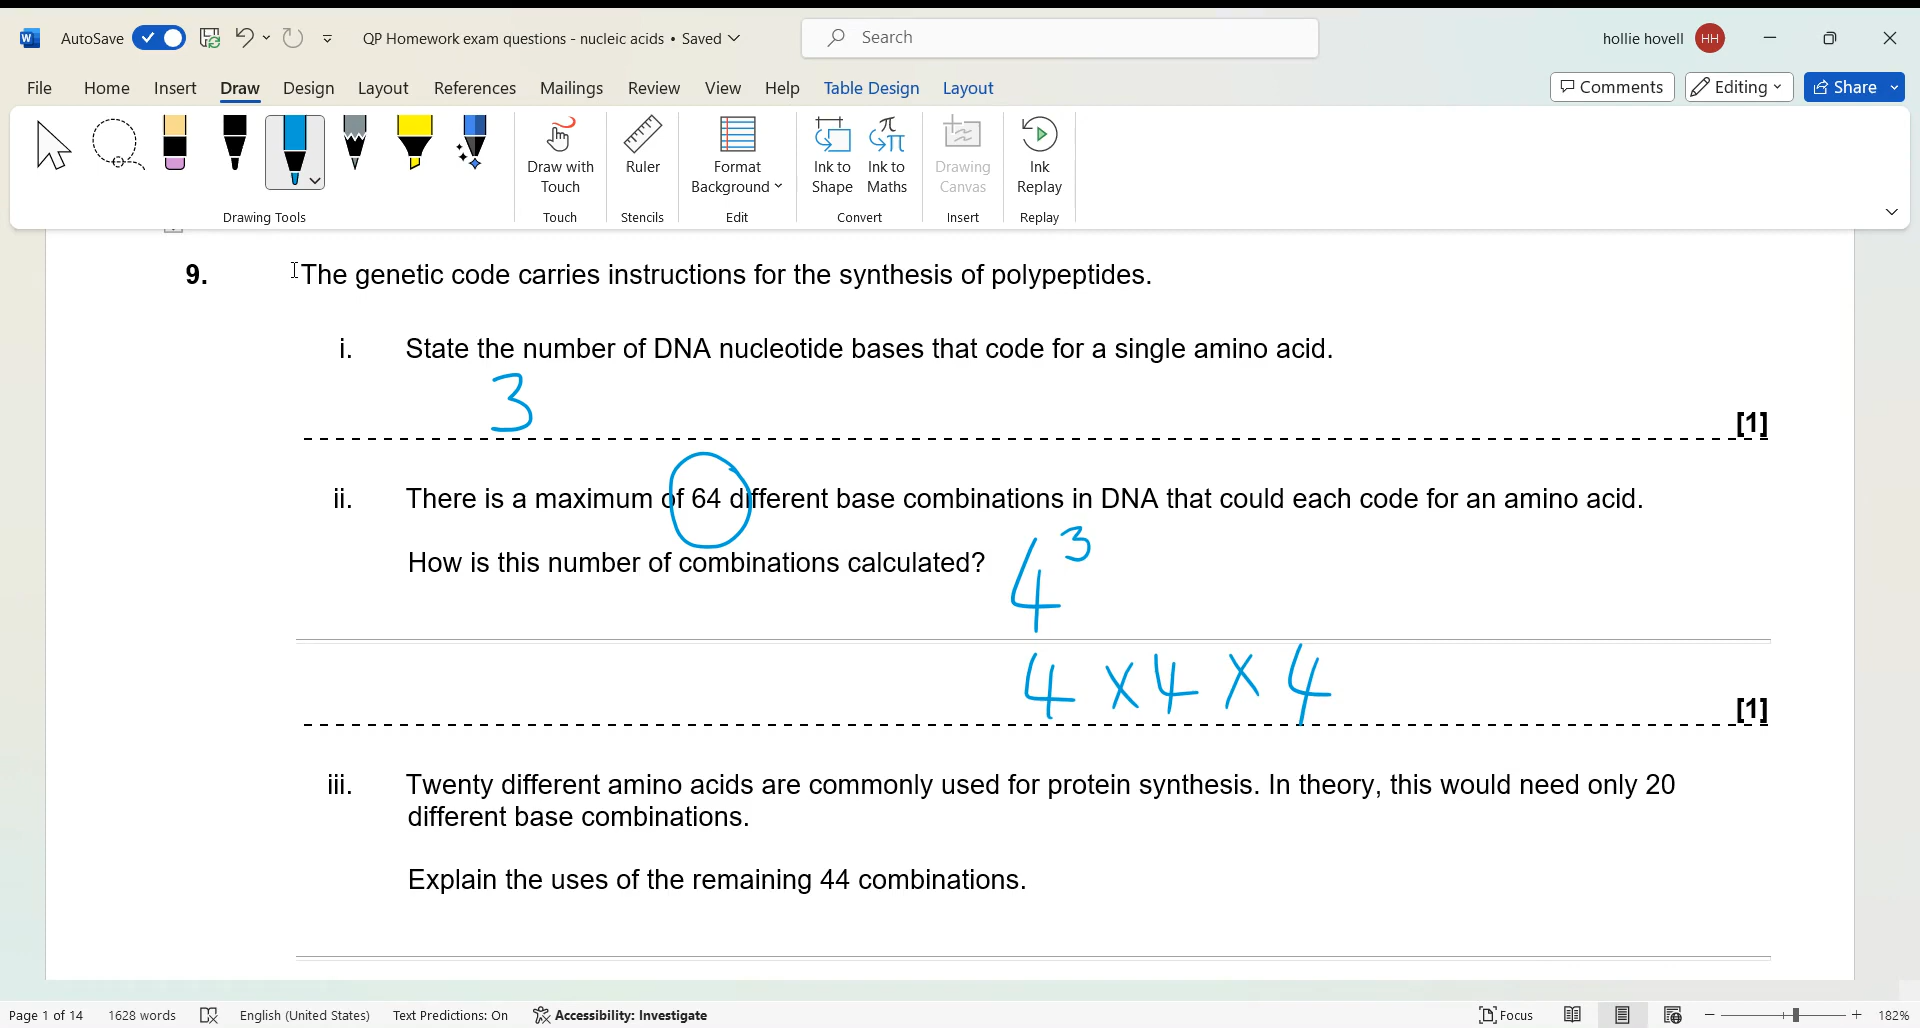 AutoSave QP Homework exam questions - nucleic acids • Saved Search hollie hovell HH
File Home Insert Draw Design Layout References Mailings Review View Help Table Design Layout Comments Editing Share
Draw with Touch
Ruler
Format Background
Ink to Shape
Ink to Maths
Drawing Canvas
Ink Replay
Drawing Tools Touch Stencils Edit Convert Insert Replay
9. The genetic code carries instructions for the synthesis of polypeptides.
i. State the number of DNA nucleotide bases that code for a single amino acid.
3
[1]
ii. There is a maximum of 64 different base combinations in DNA that could each code for an amino acid.
How is this number of combinations calculated? 4³
4 x 4 x 4
[1]
iii. Twenty different amino acids are commonly used for protein synthesis. In theory, this would need only 20
different base combinations.
Explain the uses of the remaining 44 combinations.
Page 1 of 14 1628 words English (United States) Text Predictions: On Accessibility: Investigate Focus 182%